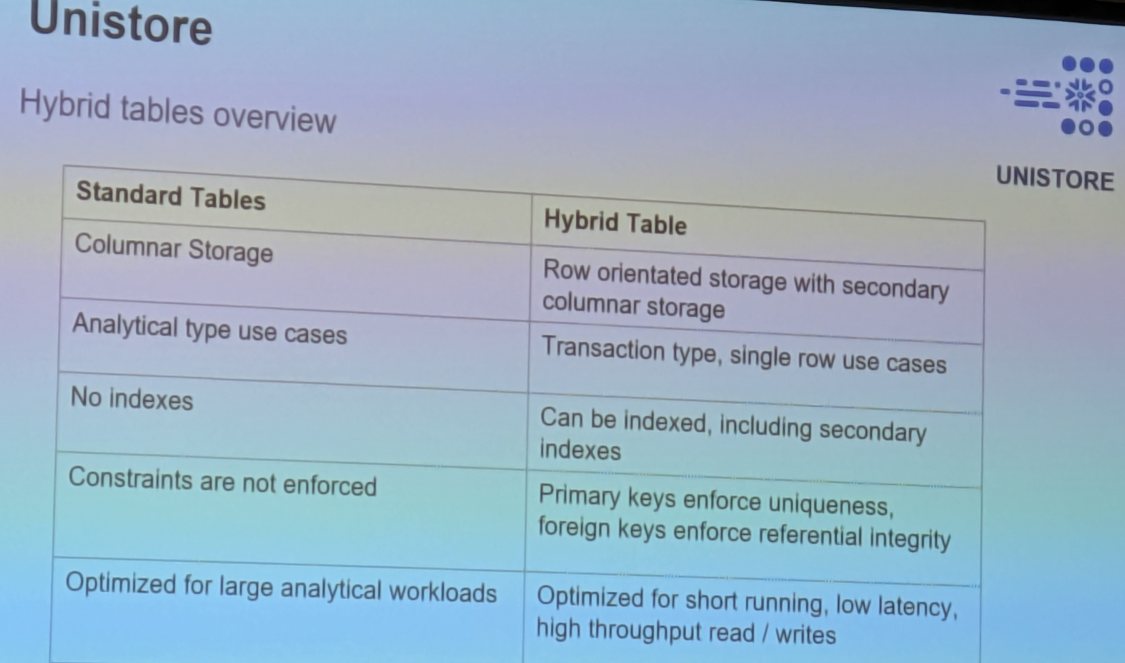 Unistore
Hybrid tables overview
UNISTORE
Standard Tables
Hybrid Table
Columnar Storage
Row orientated storage with secondary
columnar storage
Analytical type use cases
Transaction type, single row use cases
No indexes
Can be indexed, including secondary
indexes
Constraints are not enforced
Primary keys enforce uniqueness,
foreign keys enforce referential integrity
Optimized for large analytical workloads
Optimized for short running, low latency,
high throughput read / writes